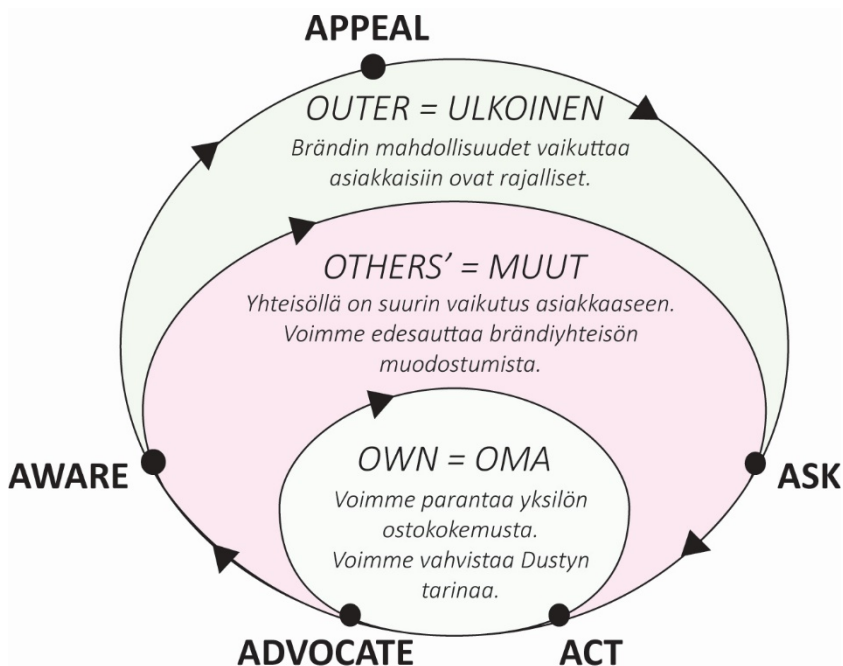 APPEAL
OUTER = ULKOINEN
Brändin mahdollisuudet vaikuttaa
asiakkaisiin ovat rajalliset.
OTHERS’ = MUUT
Yhteisöllä on suurin vaikutus asiakkaaseen.
Voimme edesauttaa brändiyhteisön
muodostumista.
OWN = OMA
AWARE
ASK
Voimme parantaa yksilön
ostokokemusta.
Voimme vahvistaa Dustyn
tarinaa.
ADVOCATE
ACT